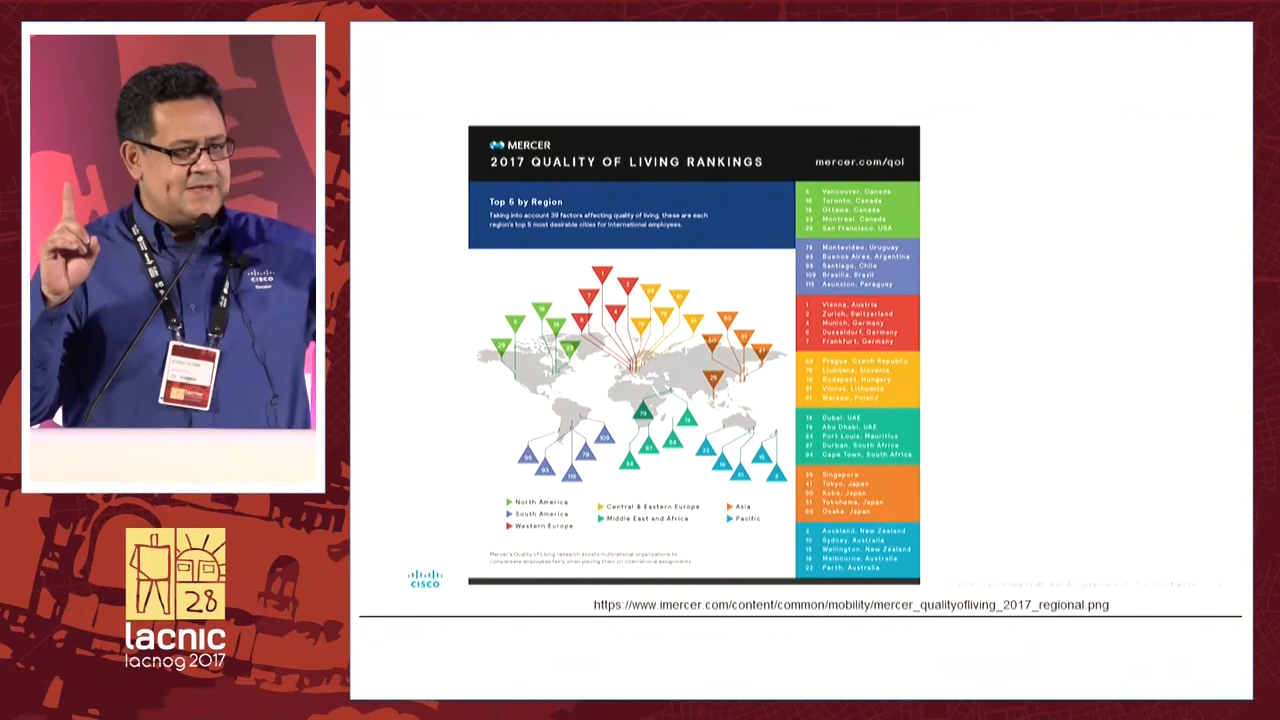 MERCER
2017 QUALITY OF LIVING RANKINGS
mercer.com/qol
Top 5 by Region
Taking into account 39 factors affecting quality of living, these are each
region's top 5 most desirable cities for international employees.
5 Vancouver, Canada
16 Toronto, Canada
18 Ottawa, Canada
23 Montreal, Canada
29 San Francisco, USA
79 Montevideo, Uruguay
93 Buenos Aires, Argentina
95 Santiago, Chile
109 Brasilia, Brazil
115 Asuncion, Paraguay
1 Vienna, Austria
2 Zurich, Switzerland
4 Munich, Germany
6 Dusseldorf, Germany
7 Frankfurt, Germany
69 Prague, Czech Republic
76 Ljubljana, Slovenia
78 Budapest, Hungary
81 Vilnius, Lithuania
81 Warsaw, Poland
74 Dubai, UAE
79 Abu Dhabi, UAE
84 Port Louis, Mauritius
87 Durban, South Africa
94 Cape Town, South Africa
25 Singapore
47 Tokyo, Japan
50 Kobe, Japan
51 Yokohama, Japan
60 Osaka, Japan
3 Auckland, New Zealand
10 Sydney, Australia
15 Wellington, New Zealand
16 Melbourne, Australia
22 Perth, Australia
North America
South America
Western Europe
Central & Eastern Europe
Middle East and Africa
Asia
Pacific
Mercer's Quality of Living research assists multinational organizations to
compensate employees fairly when placing them on international assignments
CISCO
https://www.imercer.com/content/common/mobility/mercer_qualityofliving_2017_regional.png
CISCO
lacnic
28
lacnic
lacnog 2017